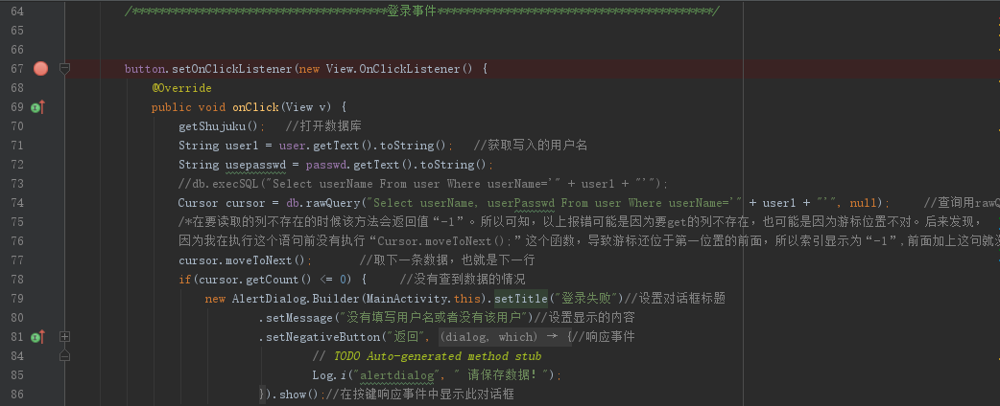 64 /**************************************登录事件*****************************************/
65
66
67 button.setOnClickListener(new View.OnClickListener() {
68 @Override
69 public void onClick(View v) {
70 getShujuku(); //打开数据库
71 String user1 = user.getText().toString(); //获取写入的用户名
72 String usepasswd = passwd.getText().toString();
73 //db.execSQL("Select userName From user Where userName='" + user1 + "'");
74 Cursor cursor = db.rawQuery("Select userName, userPasswd From user Where userName='" + user1 + "'", null); //查询用rawQ
75 /*在要读取的列不存在的时候该方法会返回值“-1”。所以可知，以上报错可能是因为要get的列不存在，也可能是因为游标位置不对。后来发现，
76 因为我在执行这个语句前没有执行“Cursor.moveToNext();”这个函数，导致游标还位于第一位置的前面，所以索引显示为“-1”,前面加上这句就
77 cursor.moveToNext(); //取下一条数据，也就是下一行
78 if(cursor.getCount() <= 0) { //没有查到数据的情况
79 new AlertDialog.Builder(MainActivity.this).setTitle("登录失败")//设置对话框标题
80 .setMessage("没有填写用户名或者没有该用户")//设置显示的内容
81 .setNegativeButton("返回", (dialog, which) → {//响应事件
84 // TODO Auto-generated method stub
85 Log.i("alertdialog", " 请保存数据！");
86 }).show();//在按键响应事件中显示此对话框